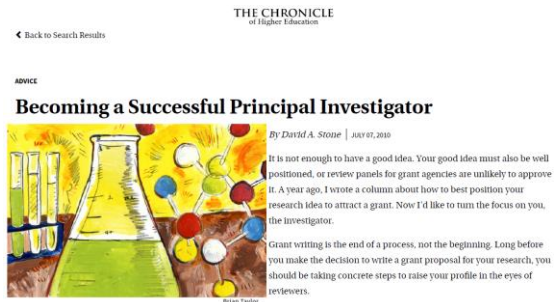 THE CHRONICLE
of Higher Education
Back to Search Results
ADVICE
Becoming a Successful Principal Investigator
By David A. Stone | JULY 07, 2010
It is not enough to have a good idea. Your good idea must also be well
positioned, or review panels for grant agencies are unlikely to approve
it. A year ago, I wrote a column about how to best position your
research idea to attract a grant. Now I'd like to turn the focus on you,
the investigator.
Grant writing is the end of a process, not the beginning. Long before
you make the decision to write a grant proposal for your research, you
should be taking concrete steps to raise your profile in the eyes of
reviewers.
Brian Taylor